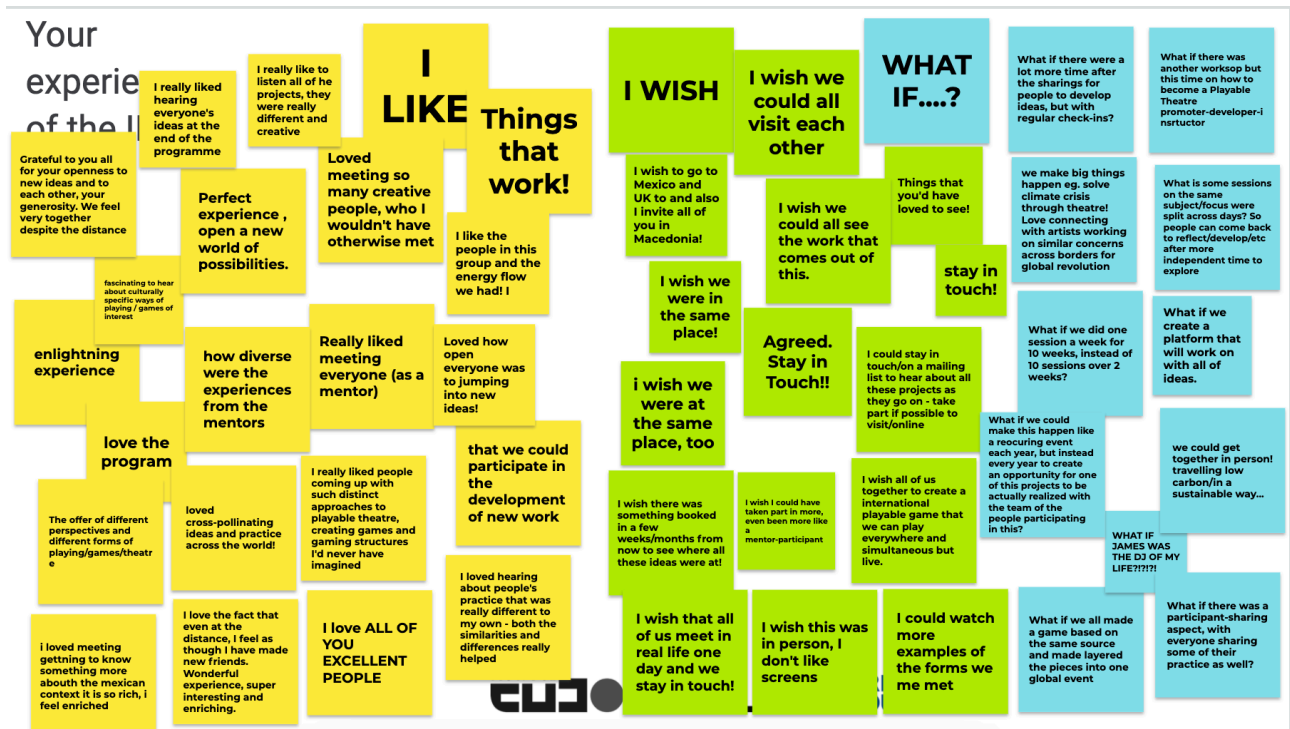 Your
experie
of the I
I
LIKE
Things
that
work!
I really liked
hearing
everyone's
ideas at the
end of the
programme
I really like to
listen all of he
projects, they
were really
different and
creative
Grateful to you all
for your openness to
new ideas and to
each other, your
generosity. We feel
very together
despite the distance
Perfect
experience ,
open a new
world of
possibilities.
Loved
meeting so
many creative
people, who I
wouldn't have
otherwise met
I like the
people in this
group and the
energy flow
we had! I
fascinating to hear
about culturally
specific ways of
playing / games of
interest
enlightning
experience
how diverse
were the
experiences
from the
mentors
Really liked
meeting
everyone (as a
mentor)
Loved how
open
everyone was
to jumping
into new
ideas!
love the
program
that we could
participate in
the
development
of new work
The offer of different
perspectives and
different forms of
playing/games/theatr
e
loved
cross-pollinating
ideas and practice
across the world!
I really liked people
coming up with
such distinct
approaches to
playable theatre,
creating games and
gaming structures
I'd never have
imagined
I loved hearing
about people's
practice that was
really different to
my own - both the
similarities and
differences really
helped
i loved meeting
gettning to know
something more
abouth the mexican
context it is so rich, i
feel enriched
I love the fact that
even at the
distance, I feel as
though I have made
new friends.
Wonderful
experience, super
interesting and
enriching.
I love ALL OF
YOU
EXCELLENT
PEOPLE
I WISH
I wish we
could all
visit each
other
I wish to go to
Mexico and
UK to and also
I invite all of
you in
Macedonia!
I wish we
could all see
the work that
comes out of
this.
Things that
you'd have
loved to see!
stay in
touch!
I wish we
were in
the same
place!
Agreed.
Stay in
Touch!!
I could stay in
touch/on a mailing
list to hear about all
these projects as
they go on - take
part if possible to
visit/online
i wish we
were at
the same
place, too
I wish there was
something booked
in a few
weeks/months from
now to see where all
these ideas were at!
I wish I could have
taken part in more,
even been more like
a
mentor-participant
I wish all of us
together to create a
international
playable game that
we can play
everywhere and
simultaneous but
live.
I wish that all
of us meet in
real life one
day and we
stay in touch!
I wish this was
in person, I
don't like
screens
I could watch
more
examples of
the forms we
me met
WHAT
IF....?
What if there were a
lot more time after
the sharings for
people to develop
ideas, but with
regular check-ins?
What if there was
another worksop but
this time on how to
become a Playable
Theatre
promoter-developer-i
nsrtuctor
we make big things
happen eg. solve
climate crisis
through theatre!
Love connecting
with artists working
on similar concerns
across borders for
global revolution
What is some sessions
on the same
subject/focus were
split across days? So
people can come back
to reflect/develop/etc
after more
independent time to
explore
What if we did one
session a week for
10 weeks, instead of
10 sessions over 2
weeks?
What if we
create a
platform that
will work on
with all of
ideas.
What if we could
make this happen like
a reocuring event
each year, but instead
every year to create
an opportunity for one
of this projects to be
actually realized with
the team of the
people participating
in this?
we could get
together in person!
travelling low
carbon/in a
sustainable way...
WHAT IF
JAMES WAS
THE DJ OF MY
LIFE?!?!?!
What if we all made
a game based on
the same source
and made layered
the pieces into one
global event
What if there was a
participant-sharing
aspect, with
everyone sharing
some of their
practice as well?